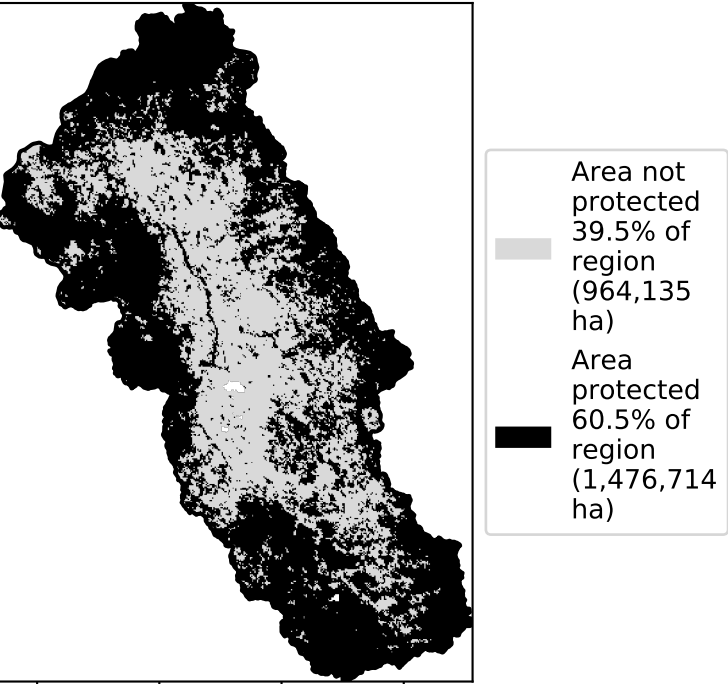 Area not
protected
39.5% of
region
(964,135
ha)
Area
protected
60.5% of
region
(1,476,714
ha)